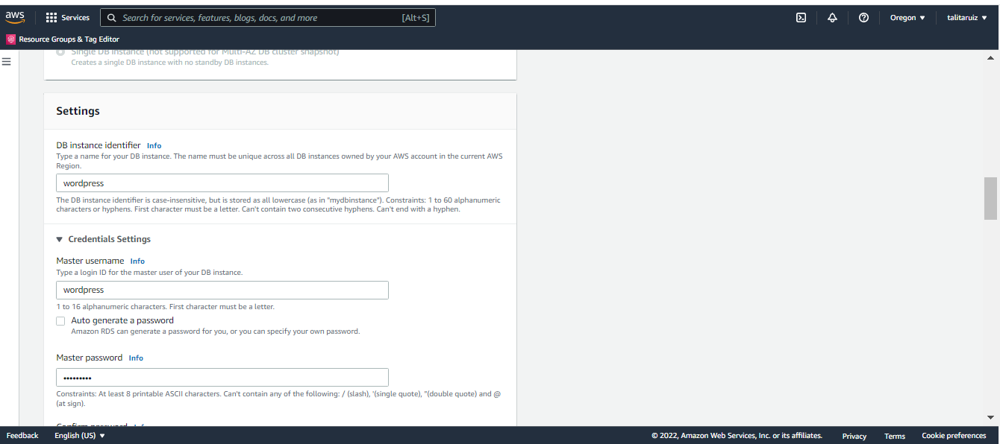 aws
Services
Search for services, features, blogs, docs, and more [Alt+S]
Oregon ▼
talitaruiz ▼
Resource Groups & Tag Editor
Single DB instance (not supported for Multi-AZ DB cluster snapshot)
Creates a single DB instance with no standby DB instances.
Settings
DB instance identifier Info
Type a name for your DB instance. The name must be unique across all DB instances owned by your AWS account in the current AWS
Region.
wordpress
The DB instance identifier is case-insensitive, but is stored as all lowercase (as in "mydbinstance"). Constraints: 1 to 60 alphanumeric
characters or hyphens. First character must be a letter. Can't contain two consecutive hyphens. Can't end with a hyphen.
▼ Credentials Settings
Master username Info
Type a login ID for the master user of your DB instance.
wordpress
1 to 16 alphanumeric characters. First character must be a letter.
Auto generate a password
Amazon RDS can generate a password for you, or you can specify your own password.
Master password Info
•••••••••
Constraints: At least 8 printable ASCII characters. Can't contain any of the following: / (slash), '(single quote), "(double quote) and @
(at sign).
Confirm password Info
Feedback
English (US) ▼
© 2022, Amazon Web Services, Inc. or its affiliates.
Privacy
Terms
Cookie preferences